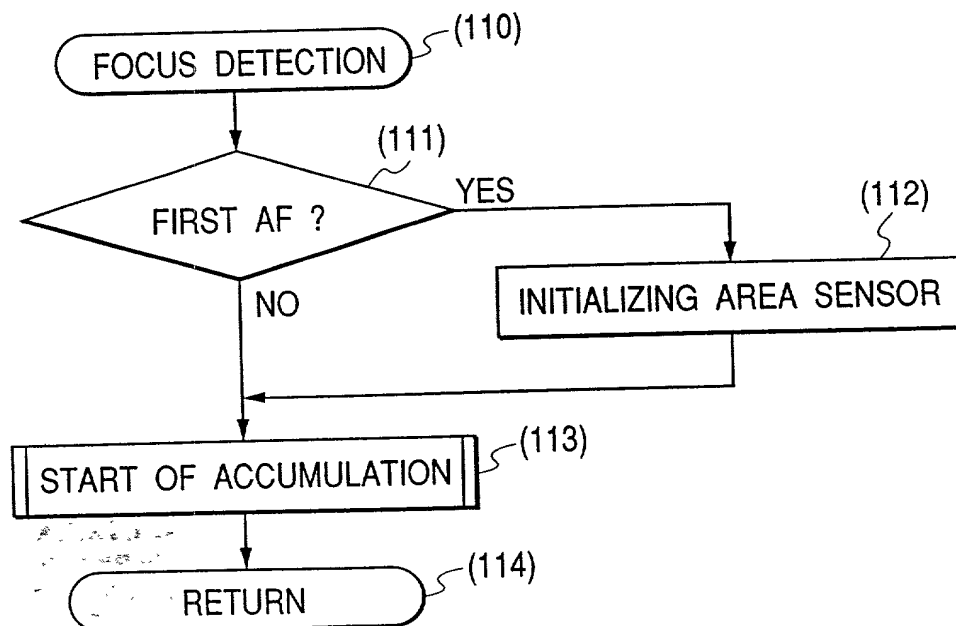 (110)
FOCUS DETECTION
(111)
FIRST AF ?
YES
(112)
INITIALIZING AREA SENSOR
NO
(113)
START OF ACCUMULATION
(114)
RETURN